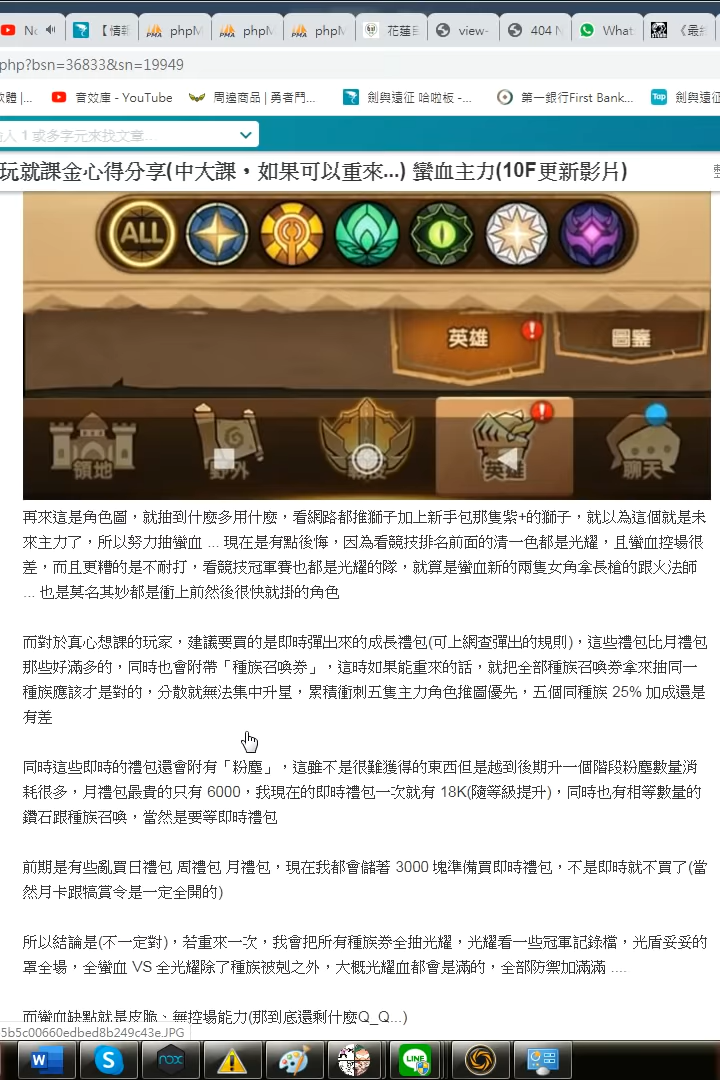 Nc
【情報
phpM
phpM
phpM
花蓮
view-
404 N
What
《最
php?bsn=36833&sn=19949
軟體 |...
音效庫 - YouTube
周邊商品 | 勇者鬥...
劍與遠征 哈啦板 -...
第一銀行First Bank...
Top
劍與遠征
入 1 或多字元來找文章...
玩就課金心得分享(中大課，如果可以重來...) 蠻血主力(10F更新影片)
ALL
英雄
圖鑒
領地
野外
戰役
英雄
聊天
再來這是角色圖，就抽到什麼多用什麼，看網路都推獅子加上新手包那隻紫+的獅子，就以為這個就是未
來主力了，所以努力抽蠻血 ... 現在是有點後悔，因為看競技排名前面的清一色都是光耀，且蠻血控場很
差，而且更糟的是不耐打，看競技冠軍賽也都是光耀的隊，就算是蠻血新的兩隻女角拿長槍的跟火法師
... 也是莫名其妙都是衝上前然後很快就掛的角色
而對於真心想課的玩家，建議要買的是即時彈出來的成長禮包(可上網查彈出的規則)，這些禮包比月禮包
那些好滿多的，同時也會附帶「種族召喚券」，這時如果能重來的話，就把全部種族召喚券拿來抽同一
種族應該才是對的，分散就無法集中升星，累積衝刺五隻主力角色推圖優先，五個同種族 25% 加成還是
有差
同時這些即時的禮包還會附有「粉塵」，這雖不是很難獲得的東西但是越到後期升一個階段粉塵數量消
耗很多，月禮包最貴的只有 6000，我現在的即時禮包一次就有 18K(隨等級提升)，同時也有相等數量的
鑽石跟種族召喚，當然是要等即時禮包
前期是有些亂買日禮包 周禮包 月禮包，現在我都會儲著 3000 塊準備買即時禮包，不是即時就不買了(當
然月卡跟犒賞令是一定全開的)
所以結論是(不一定對)，若重來一次，我會把所有種族券全抽光耀，光耀看一些冠軍記錄檔，光盾妥妥的
罩全場，全蠻血 VS 全光耀除了種族被剋之外，大概光耀血都會是滿的，全部防禦加滿滿 ....
而蠻血缺點就是皮脆、無控場能力(那到底還剩什麼Q_Q...)
5b5c00660edbed8b249c43e.JPG
W
S
nox
LINE